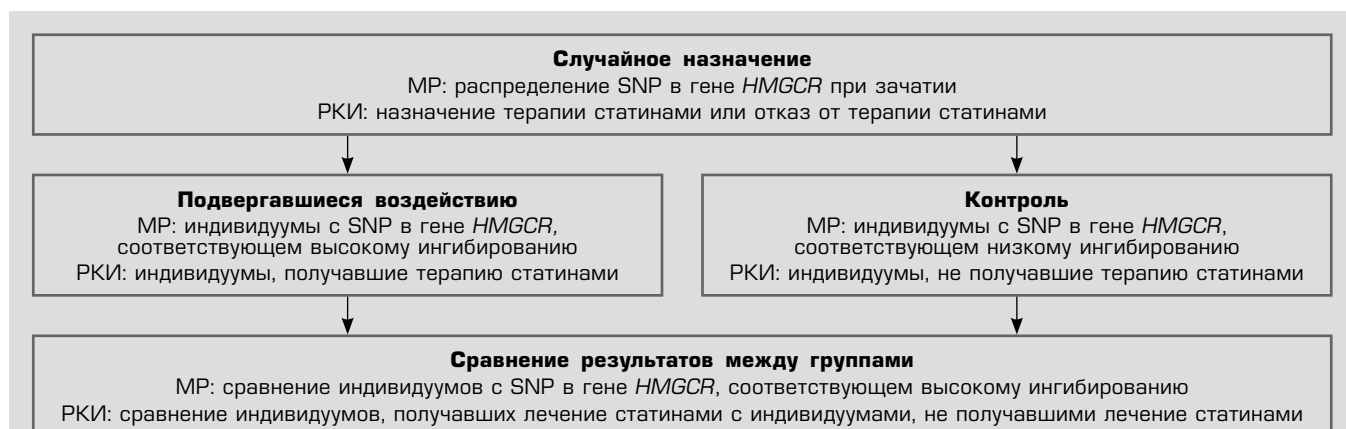 Случайное назначение
МР: распределение SNP в гене HMGCR при зачатии
РКИ: назначение терапии статинами или отказ от терапии статинами
Подвергавшиеся воздействию
МР: индивидуумы с SNP в гене HMGCR,
соответствующем высокому ингибированию
РКИ: индивидуумы, получавшие терапию статинами
Контроль
МР: индивидуумы с SNP в гене HMGCR,
соответствующем низкому ингибированию
РКИ: индивидуумы, не получавшие терапию статинами
Сравнение результатов между группами
МР: сравнение индивидуумов с SNP в гене HMGCR, соответствующем высокому ингибированию
РКИ: сравнение индивидуумов, получавших лечение статинами с индивидуумами, не получавшими лечение статинами